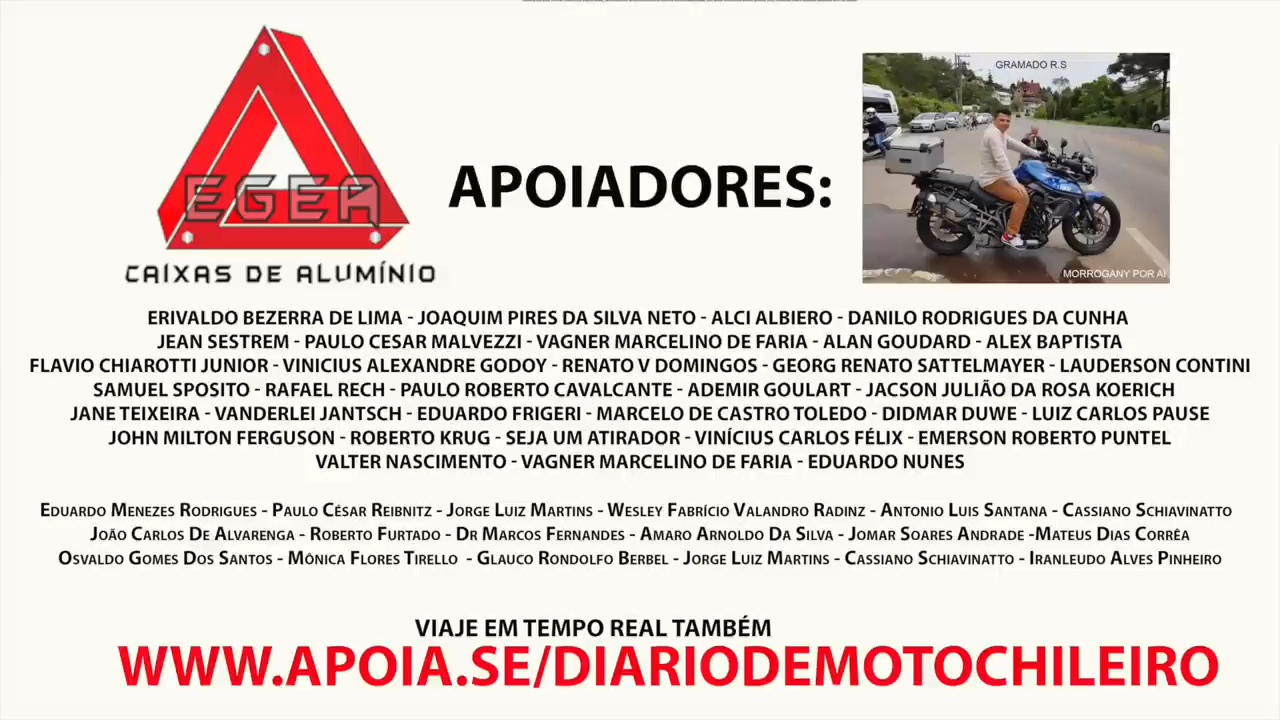 EGEA
CAIXAS DE ALUMÍNIO
APOIADORES:
GRAMADO R.S
MORROGANY POR AI
ERIVALDO BEZERRA DE LIMA - JOAQUIM PIRES DA SILVA NETO - ALCI ALBIERO - DANILO RODRIGUES DA CUNHA
JEAN SESTREM - PAULO CESAR MALVEZZI - VAGNER MARCELINO DE FARIA - ALAN GOUDARD - ALEX BAPTISTA
FLAVIO CHIAROTTI JUNIOR - VINICIUS ALEXANDRE GODOY - RENATO V DOMINGOS - GEORG RENATO SATTELMAYER - LAUDERSON CONTINI
SAMUEL SPOSITO - RAFAEL RECH - PAULO ROBERTO CAVALCANTE - ADEMIR GOULART - JACSON JULIÃO DA ROSA KOERICH
JANE TEIXEIRA - VANDERLEI JANTSCH - EDUARDO FRIGERI - MARCELO DE CASTRO TOLEDO - DIDMAR DUWE - LUIZ CARLOS PAUSE
JOHN MILTON FERGUSON - ROBERTO KRUG - SEJA UM ATIRADOR - VINÍCIUS CARLOS FÉLIX - EMERSON ROBERTO PUNTEL
VALTER NASCIMENTO - VAGNER MARCELINO DE FARIA - EDUARDO NUNES
Eduardo Menezes Rodrigues - Paulo César Reibnitz - Jorge Luiz Martins - Wesley Fabrício Valandro Radinz - Antonio Luis Santana - Cassiano Schiavinatto
João Carlos De Alvarenga - Roberto Furtado - Dr Marcos Fernandes - Amaro Arnoldo Da Silva - Jomar Soares Andrade -Mateus Dias Corrêa
Osvaldo Gomes Dos Santos - Mônica Flores Tirello - Glauco Rondolfo Berbel - Jorge Luiz Martins - Cassiano Schiavinatto - Iranleudo Alves Pinheiro
VIAJE EM TEMPO REAL TAMBÉM
WWW.APOIA.SE/DIARIODEMOTOCHILEIRO